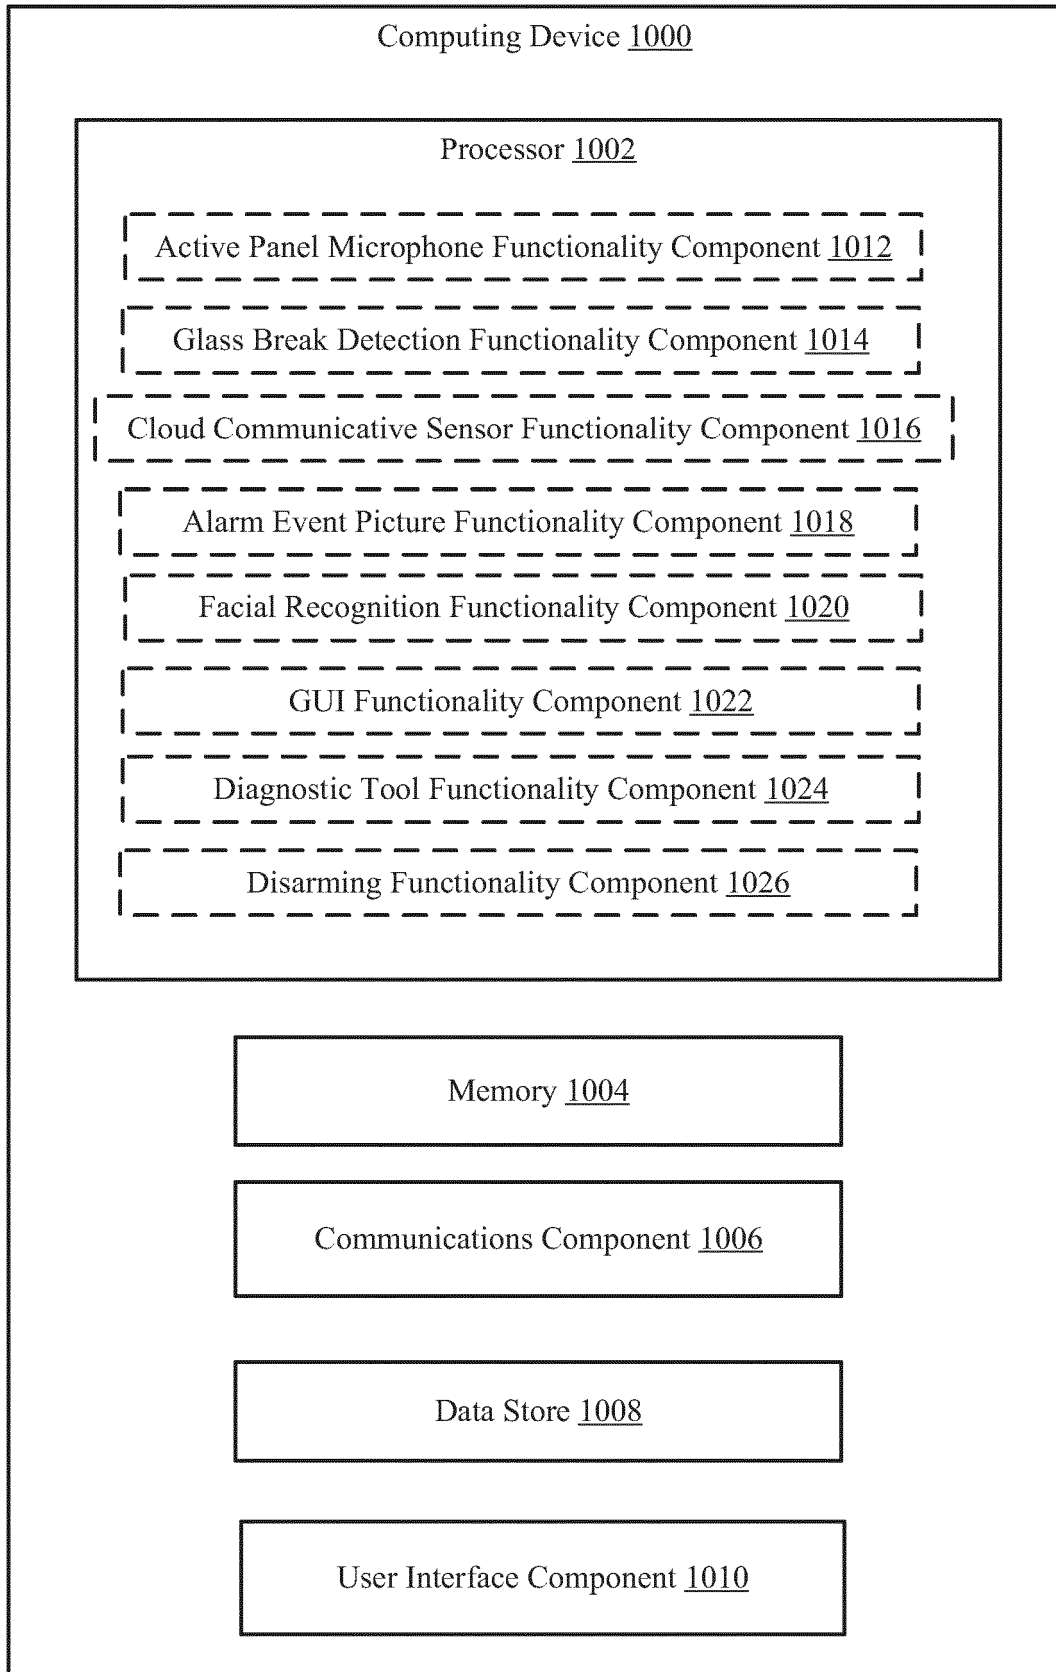 Computing Device 1000
Processor 1002
Active Panel Microphone Functionality Component 1012
Glass Break Detection Functionality Component 1014
Cloud Communicative Sensor Functionality Component 1016
Alarm Event Picture Functionality Component 1018
Facial Recognition Functionality Component 1020
GUI Functionality Component 1022
Diagnostic Tool Functionality Component 1024
Disarming Functionality Component 1026
Memory 1004
Communications Component 1006
Data Store 1008
User Interface Component 1010